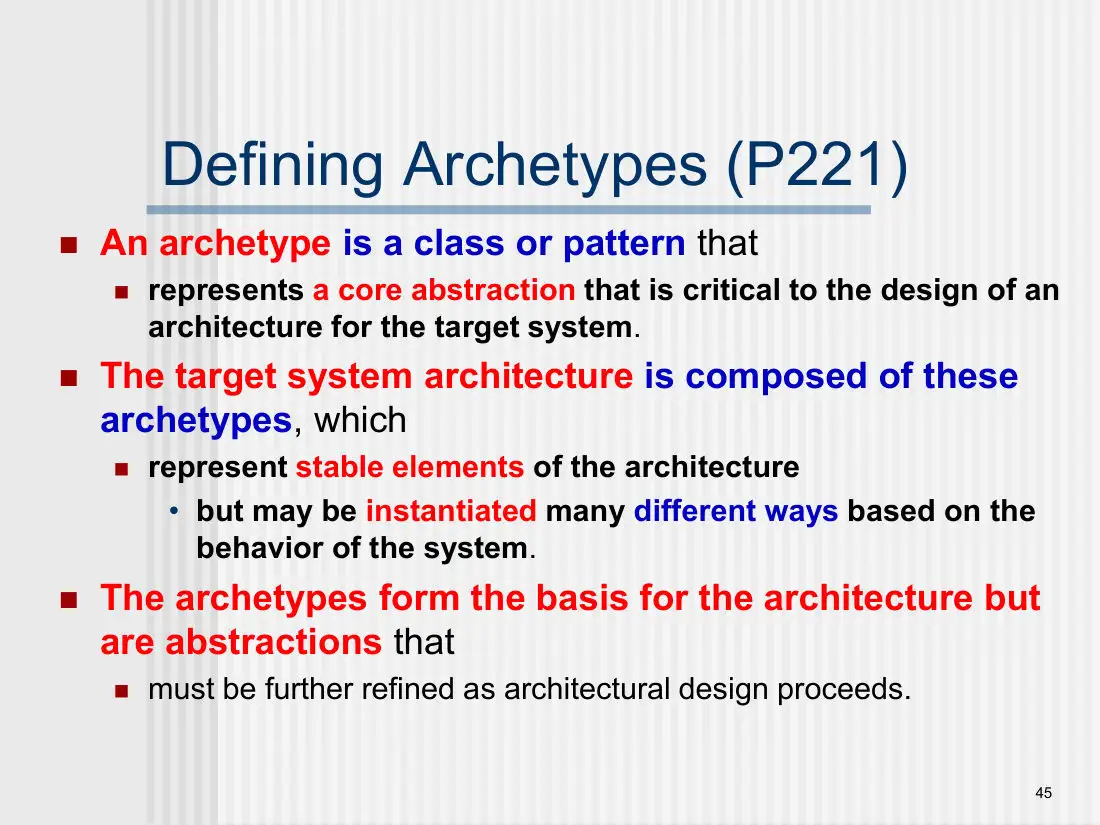 Defining Archetypes (P221)
An archetype is a class or pattern that
represents a core abstraction that is critical to the design of an
architecture for the target system.
The target system architecture is composed of these
archetypes, which
represent stable elements of the architecture
• but may be instantiated many different ways based on the
behavior of the system.
The archetypes form the basis for the architecture but
are abstractions that
must be further refined as architectural design proceeds.
45